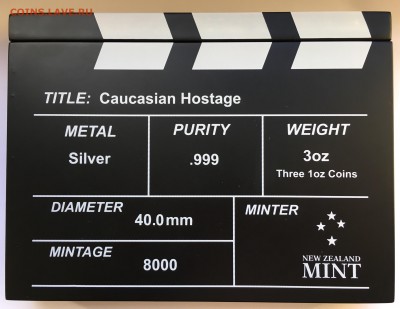 COINS.LAVE.RU
TITLE: Caucasian Hostage
METAL
Silver
PURITY
.999
WEIGHT
3oz
Three 1oz Coins
DIAMETER
40.0mm
MINTAGE
8000
MINTER
NEW ZEALAND
MINT